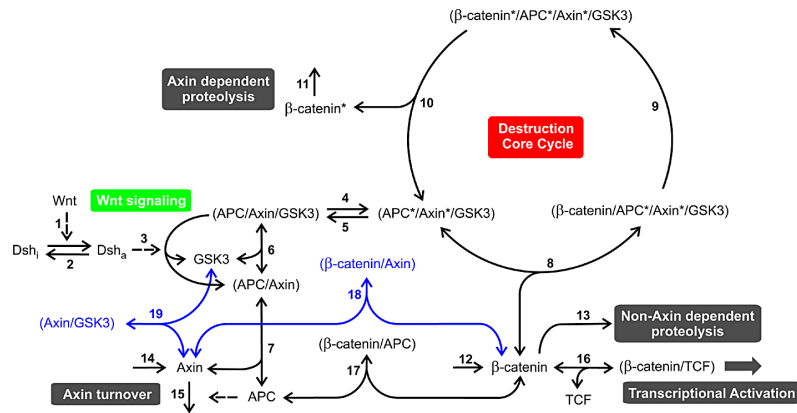 (β-catenin*/APC*/Axin*/GSK3)
Axin dependent
proteolysis
11
β-catenin*
10
9
Destruction
Core Cycle
Wnt
Wnt signaling
(APC/Axin/GSK3)
4
5
(APC*/Axin*/GSK3)
(β-catenin/APC*/Axin*/GSK3)
1
Dshi
2
Dsha
3
GSK3
6
8
(APC/Axin)
(β-catenin/Axin)
18
19
(Axin/GSK3)
13
Non-Axin dependent
proteolysis
7
(β-catenin/APC)
14
Axin
17
12
β-catenin
16
(β-catenin/TCF)
Axin turnover
15
APC
TCF
Transcriptional Activation